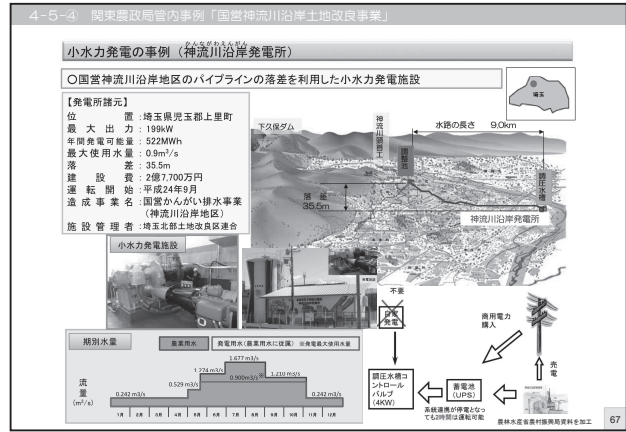 4-5-④ 関東農政局管内事例「国営神流川沿岸土地改良事業」
かんながわえんがん
小水力発電の事例（神流川沿岸発電所）
○国営神流川沿岸地区のパイプラインの落差を利用した小水力発電施設
埼玉
【発電所諸元】
位置：埼玉県児玉郡上里町
最大出力：199kW
年間発電可能量：522MWh
最大使用水量：0.9m³/s
落差：35.5m
建設費：2億7,700万円
運転開始：平成24年9月
造成事業名：国営かんがい排水事業
（神流川沿岸地区）
施設管理者：埼玉北部土地改良区連合
下久保ダム
神流川頭首工
調整池
水路の長さ 9.0km
調圧水槽
落差
35.5m
神流川沿岸発電所
小水力発電施設
不要
自家
発電
商用電力
購入
売電
調圧水槽コ
ントロール
バルブ
（4KW）
蓄電池
（UPS）
系統連携が停電となっ
ても2時間は運転可能
期別水量
農業用水
発電用水（農業用水に従属） ※発電最大使用水量
流
量
(m³/s)
0.242 m3/s
0.529 m3/s
1.274 m3/s
1.677 m3/s
0.900m3/s※
1.210 m3/s
0.242 m3/s
1月 2月 3月 4月 5月 6月 7月 8月 9月 10月 11月 12月
農林水産省農村振興局資料を加工
67